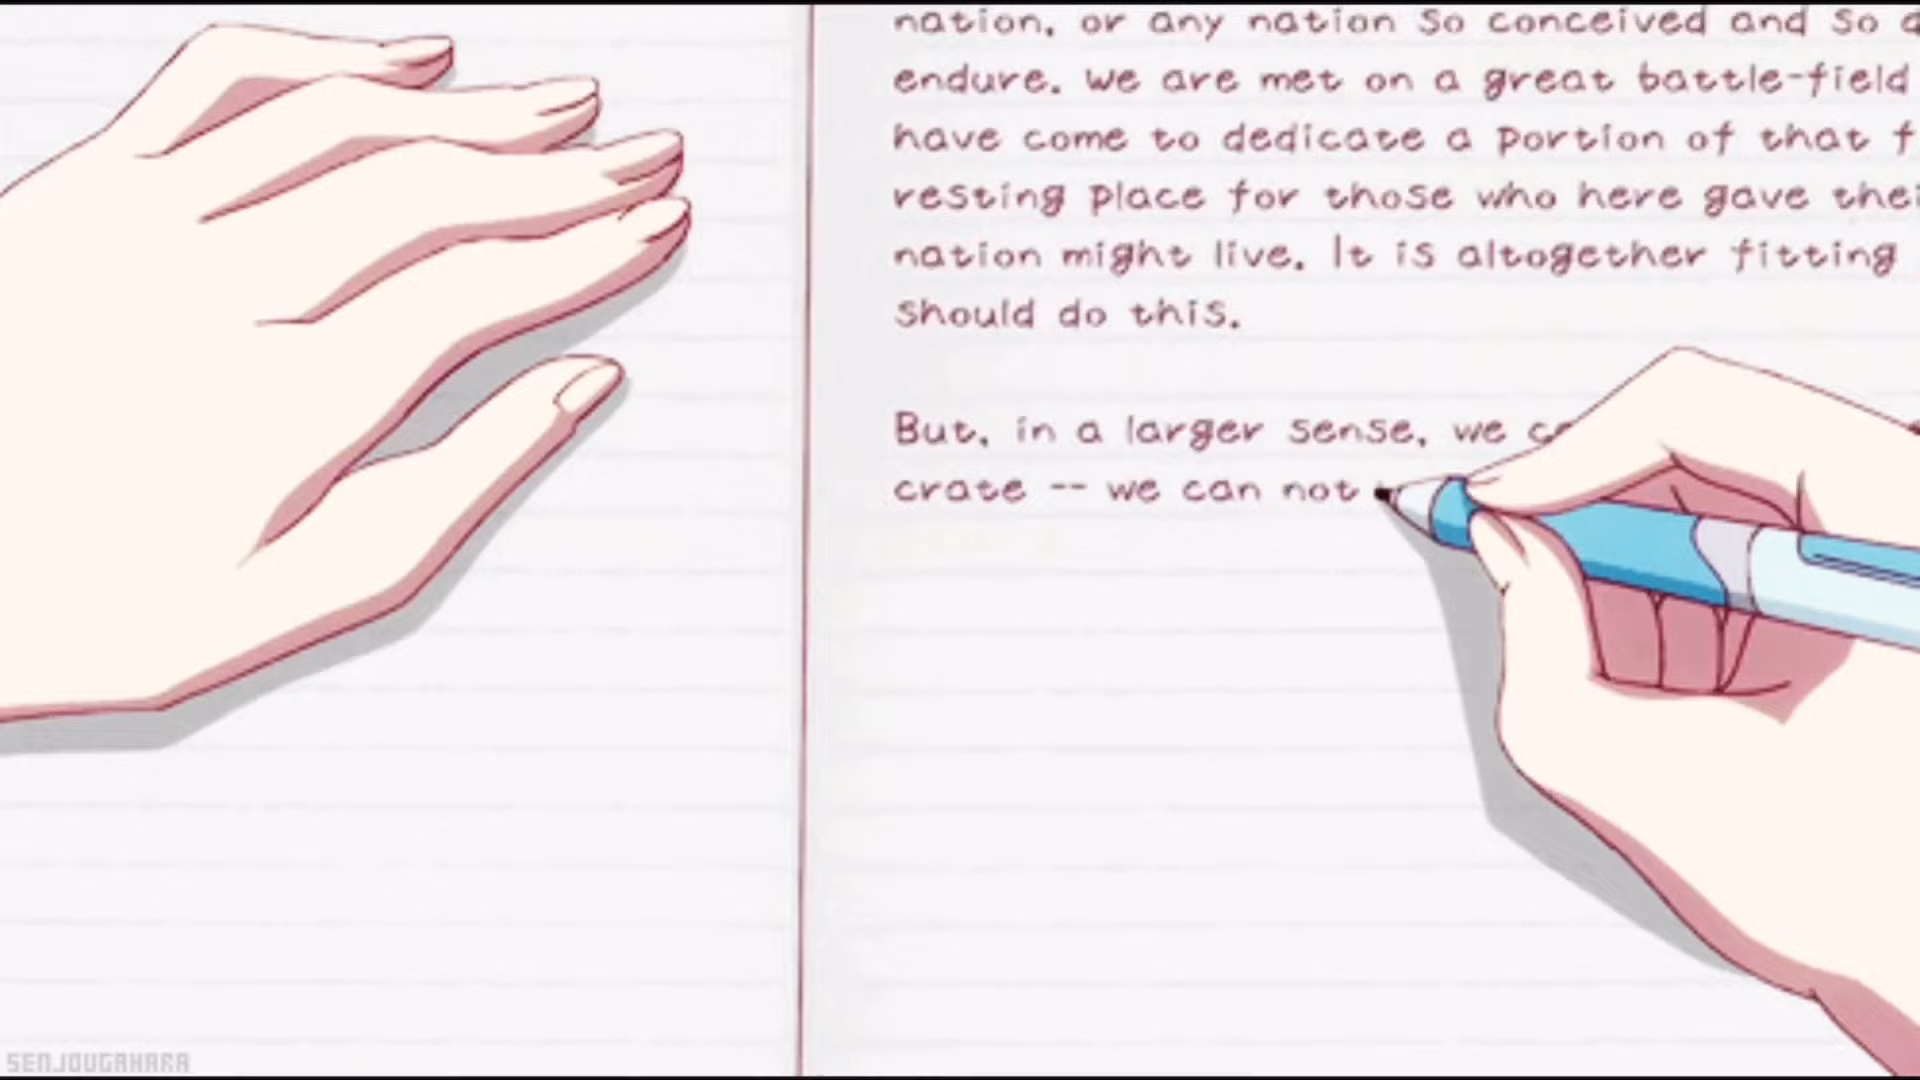 nation, or any nation so conceived and so
endure. We are met on a great battle-field
have come to dedicate a portion of that
resting place for those who here gave
nation might live. It is altogether fitting
should do this.
But, in a larger sense, we
crate -- we can not
SENJOUGAHARA